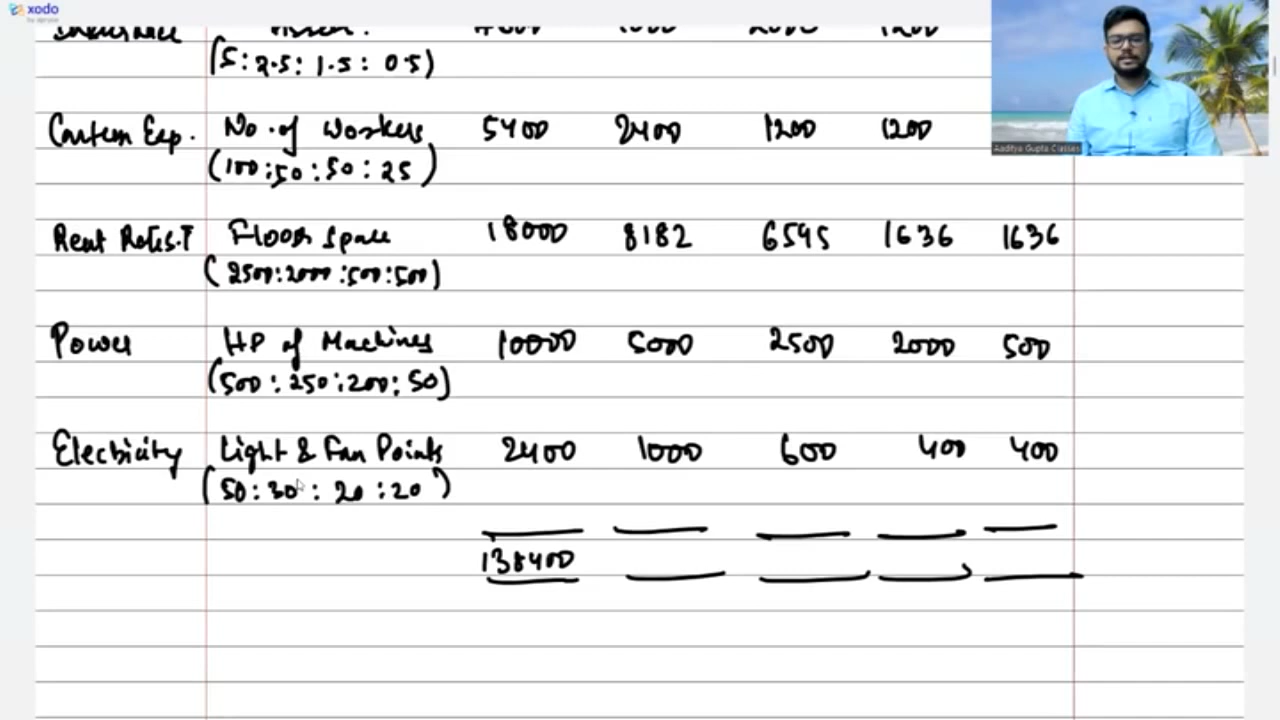 xodo
by apryse
Insurance
(5:2.5:1.5:0.5)
Canteen Exp. No. of Workers 5400 2400 1200 1200
(100:50:50:25)
Rent Rates.T Floor Space 18000 8182 6545 1636 1636
(2500:2000:500:500)
Power HP of Machines 10000 5000 2500 2000 500
(500:250:200:50)
Electricity Light & Fan Points 2400 1000 600 400 400
(50:30:20:20)
138400
Aaditya Gupta Classes